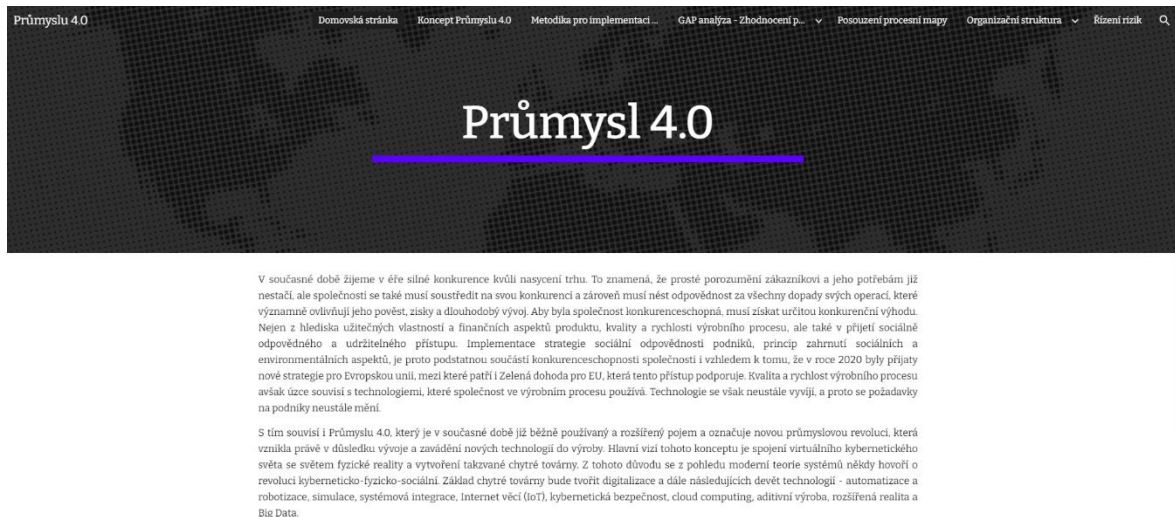 Průmyslu 4.0
Domovská stránka
Koncept Průmyslu 4.0
Metodika pro implementaci ...
GAP analýza - Zhodnocení p...
Posouzení procesní mapy
Organizační struktura
Řízení rizik
Průmysl 4.0
V současné době žijeme v éře silné konkurence kvůli nasycení trhu. To znamená, že prosté porozumění zákazníkovi a jeho potřebám již
nestačí, ale společnosti se také musí soustředit na svou konkurenci a zároveň musí nést odpovědnost za všechny dopady svých operací, které
významně ovlivňují jeho pověst, zisky a dlouhodobý vývoj. Aby byla společnost konkurenceschopná, musí získat určitou konkurenční výhodu.
Nejen z hlediska užitečných vlastností a finančních aspektů produktu, kvality a rychlosti výrobního procesu, ale také v přijetí sociálně
odpovědného a udržitelného přístupu. Implementace strategie sociální odpovědnosti podniků, princip zahrnutí sociálních a
environmentálních aspektů, je proto podstatnou součástí konkurenceschopnosti společnosti i vzhledem k tomu, že v roce 2020 byly přijaty
nové strategie pro Evropskou unii, mezi které patří i Zelená dohoda pro EU, která tento přístup podporuje. Kvalita a rychlost výrobního procesu
avšak úzce souvisí s technologiemi, které společnost ve výrobním procesu používá. Technologie se však neustále vyvíjí, a proto se požadavky
na podniky neustále mění.
S tím souvisí i Průmyslu 4.0, který je v současné době již běžně používaný a rozšířený pojem a označuje novou průmyslovou revoluci, která
vznikla právě v důsledku vývoje a zavádění nových technologií do výroby. Hlavní vizí tohoto konceptu je spojení virtuálního kybernetického
světa se světem fyzické reality a vytvoření takzvané chytré továrny. Z tohoto důvodu se z pohledu moderní teorie systémů někdy hovoří o
revoluci kyberneticko-fyzicko-sociální. Základ chytré továrny bude tvořit digitalizace a dále následujících devět technologií - automatizace a
robotizace, simulace, systémová integrace, Internet věcí (IoT), kybernetická bezpečnost, cloud computing, aditivní výroba, rozšířená realita a
Big Data.